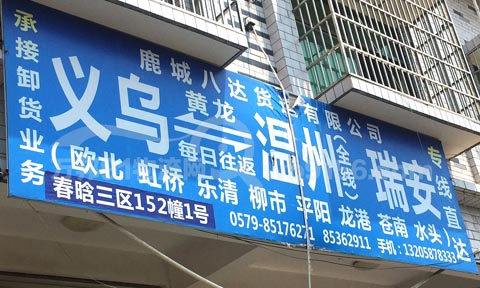 鹿城八达货运有限公司
承接卸货业务
义乌
黄龙
每日往返
温州
(全线)
瑞安
专线直达
(欧北 虹桥 乐清 柳市 平阳 龙港 苍南 水头)
春晗三区152幢1号
0579-85176271 85362911 手机:13205878333